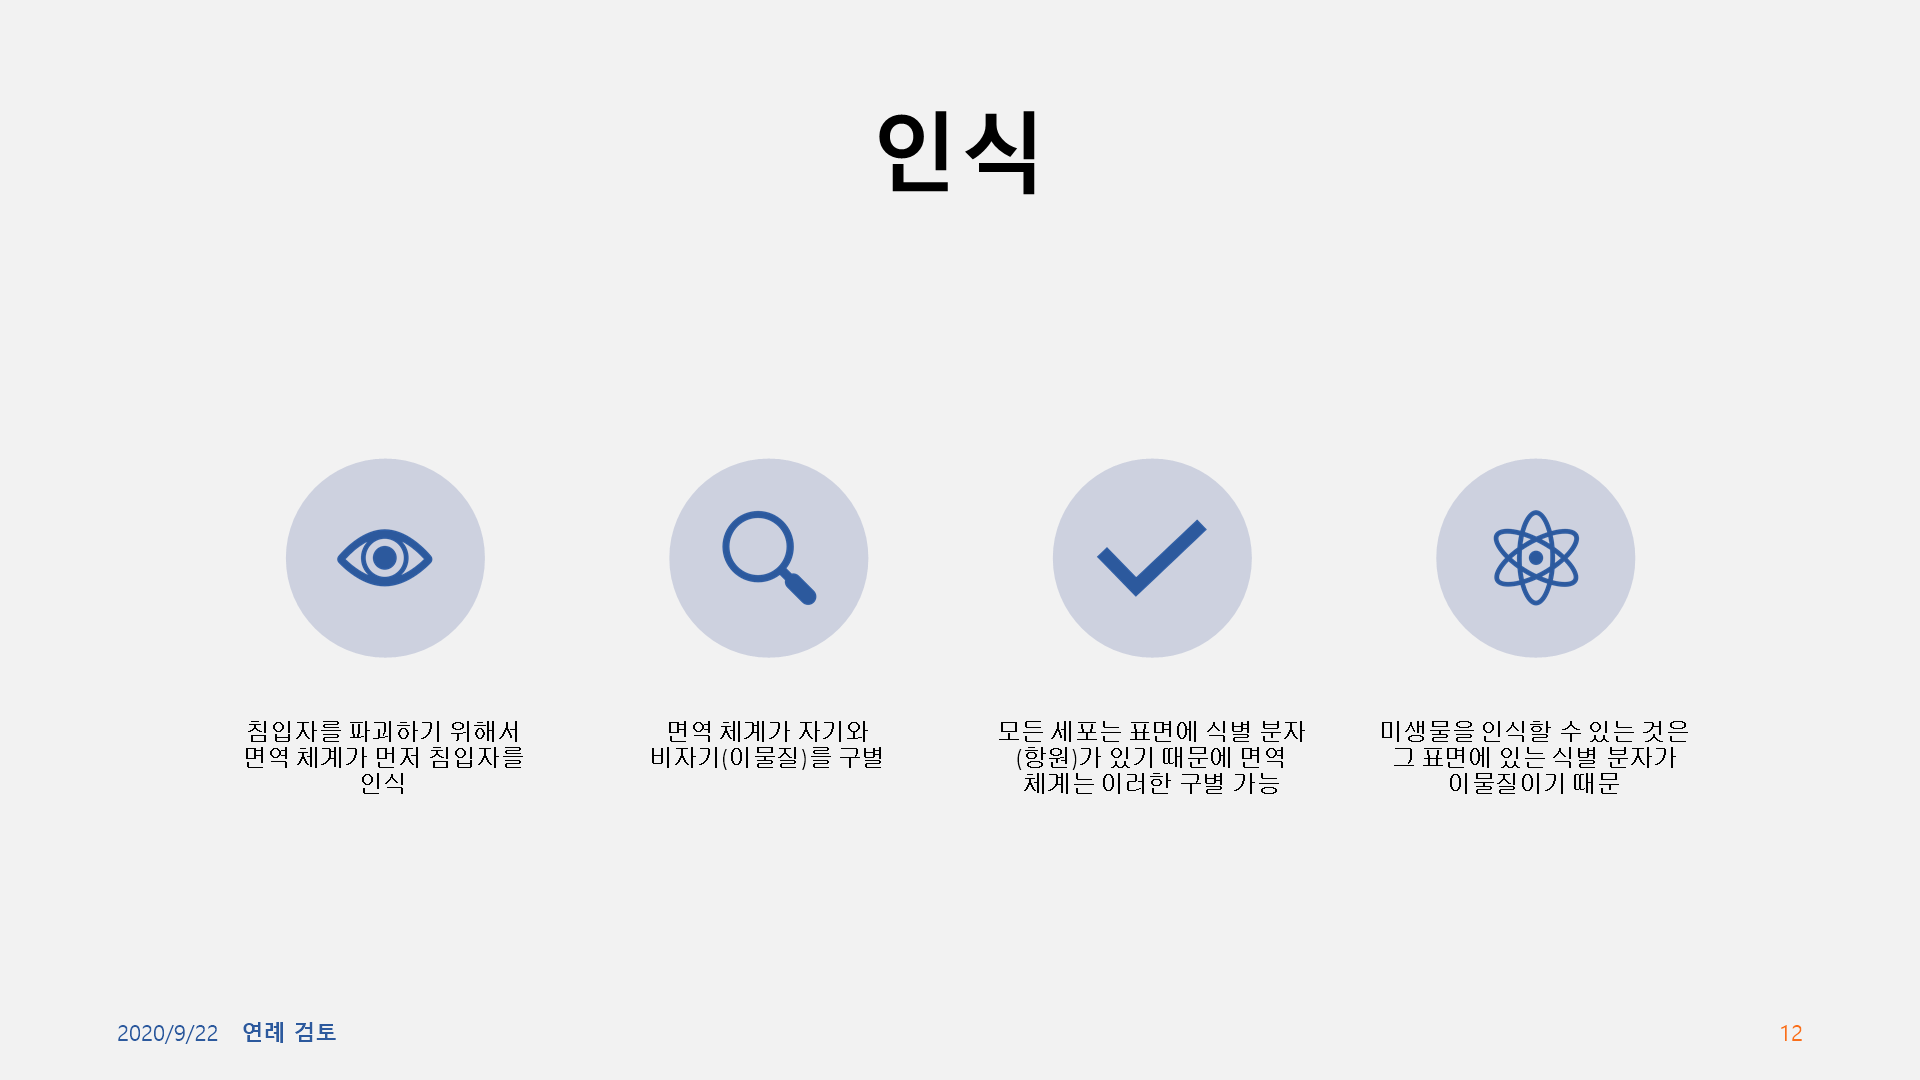 인식
침입자를 파괴하기 위해서
면역 체계가 먼저 침입자를
인식
면역 체계가 자기와
비자기(이물질)를 구별
모든 세포는 표면에 식별 분자
(항원)가 있기 때문에 면역
체계는 이러한 구별 가능
미생물을 인식할 수 있는 것은
그 표면에 있는 식별 분자가
이물질이기 때문
2020/9/22 연례 검토
12